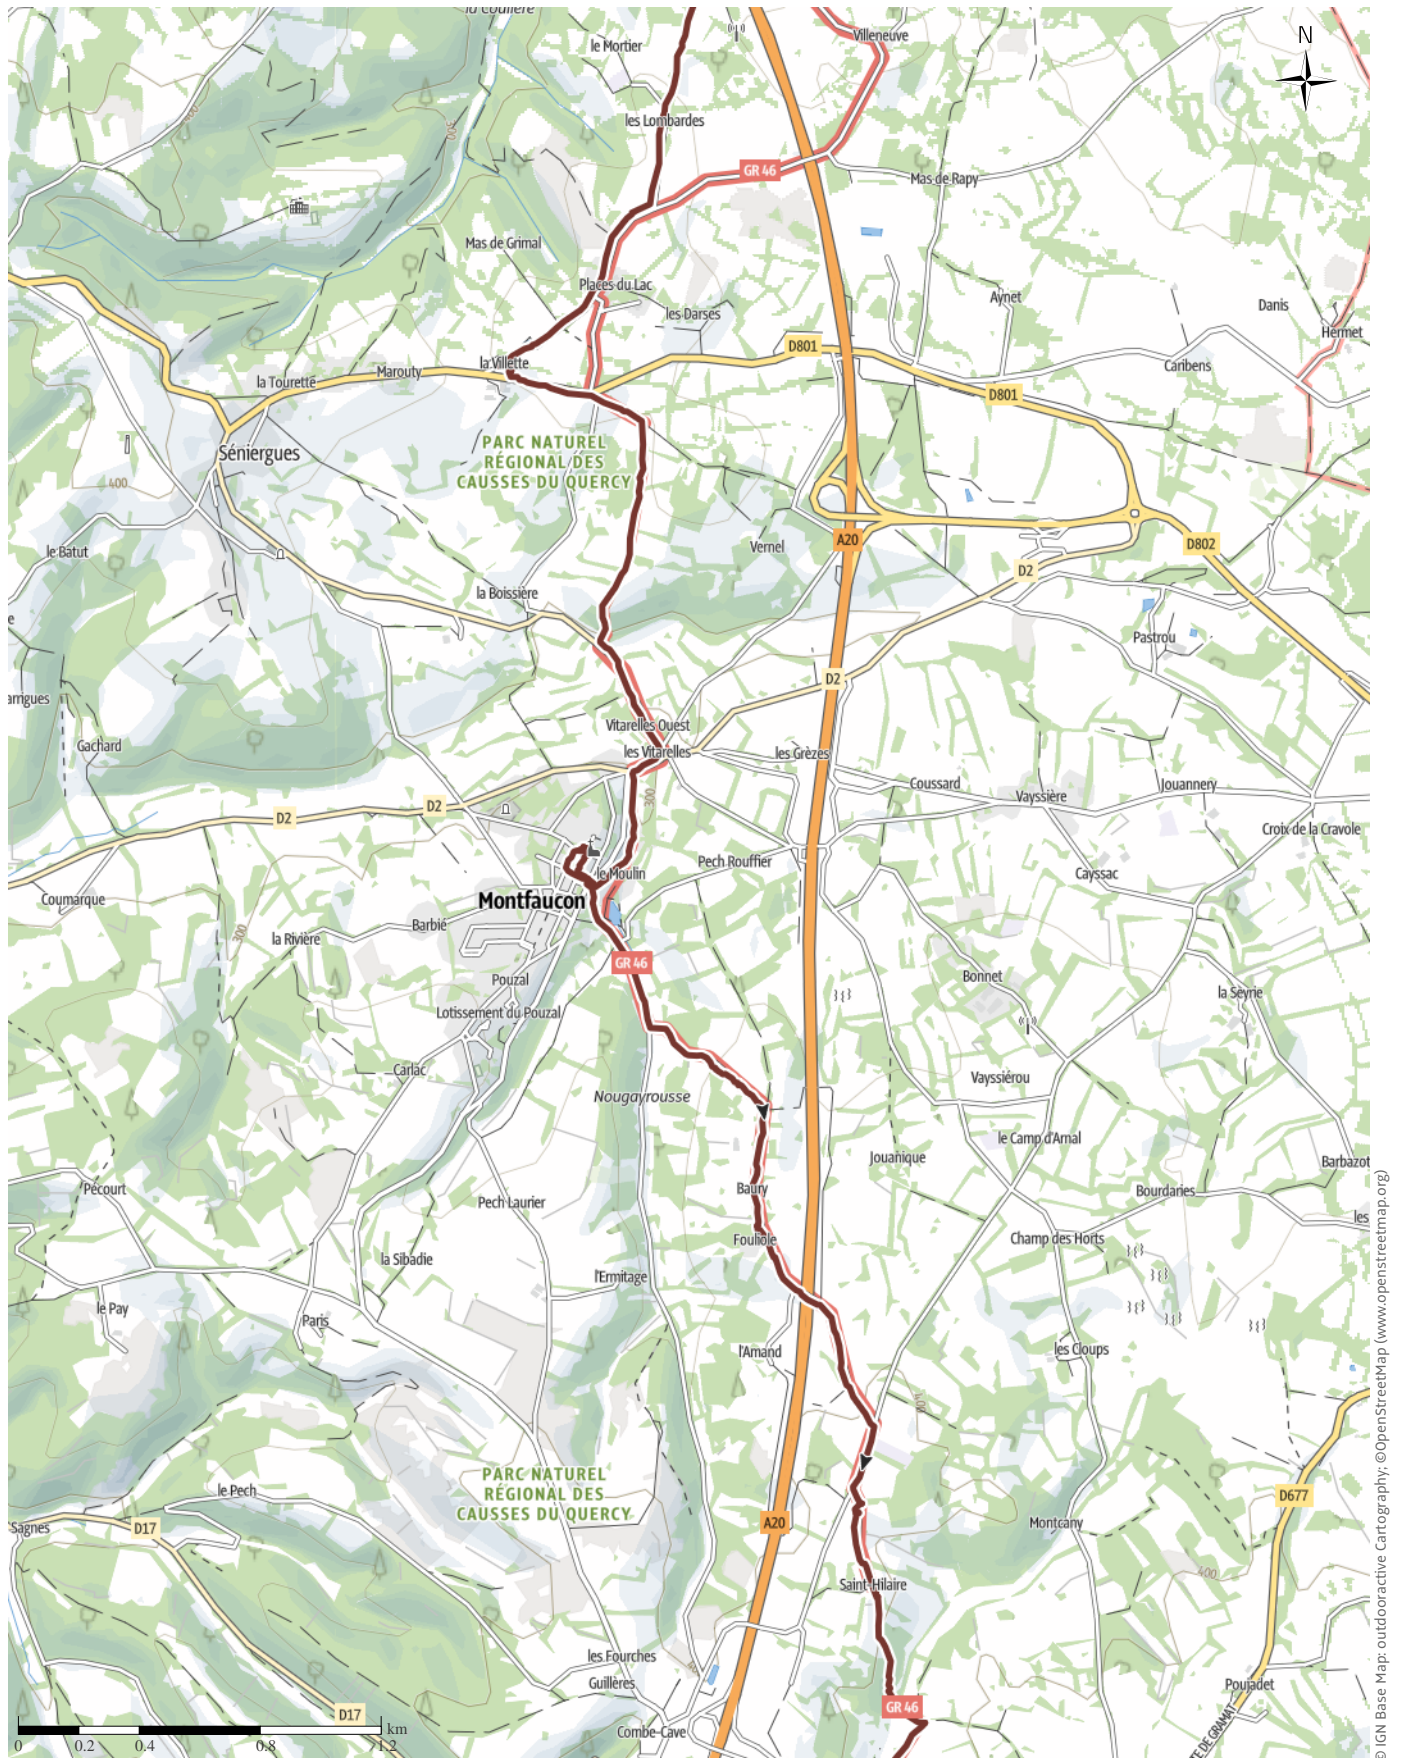 la Coulière
le Mortier
Villeneuve
N
400
300
les Lombardes
GR 46
Mas de Rapy
Mas de Grimal
Places du Lac
les Darses
Aynet
Danis
Hermet
D801
la Villette
Marouty
la Tourette
Caribens
D801
Séniergues
PARC NATUREL
RÉGIONAL DES
CAUSSES DU QUERCY
400
le Batut
Vernel
A20
D802
D2
la Boissière
e
Pastrou
D2
arrigues
Vitarelles Ouest
les Vitarelles
Gachard
les Grèzes
Coussard
Vayssière
Jouannery
300
D2
D2
Croix de la Cravole
Pech Rouffier
le Moulin
Cayssac
Coumarque
Montfaucon
Barbié
la Rivière
300
GR 46
Pouzal
Bonnet
la Seyrie
Lotissement du Pouzal
Carlac
Vayssiérou
Nougayrousse
le Camp d'Arnal
Jouanique
Barbazot
Pécourt
Baury
Bourdaries
Pech Laurier
les
Fouliole
Champ des Horts
la Sibadie
l'Ermitage
le Pay
Paris
l'Amand
les Cloups
400
PARC NATUREL
RÉGIONAL DES
CAUSSES DU QUERCY
le Pech
D677
Sagnes
D17
A20
Montcany
400
Saint-Hilaire
les Fourches
Guillères
Poujadet
GR 46
D17
Combe-Cave
TE DE GRAMAT
km
0 0.2 0.4 0.8 1.2
© IGN Base Map: outdooractive Cartography; ©OpenStreetMap (www.openstreetmap.org)